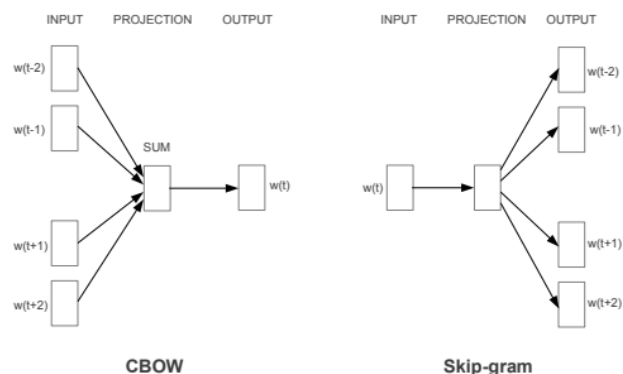 INPUT PROJECTION OUTPUT
w(t-2)
w(t-1)
SUM
w(t)
w(t+1)
w(t+2)
CBOW
INPUT PROJECTION OUTPUT
w(t-2)
w(t-1)
w(t)
w(t+1)
w(t+2)
Skip-gram